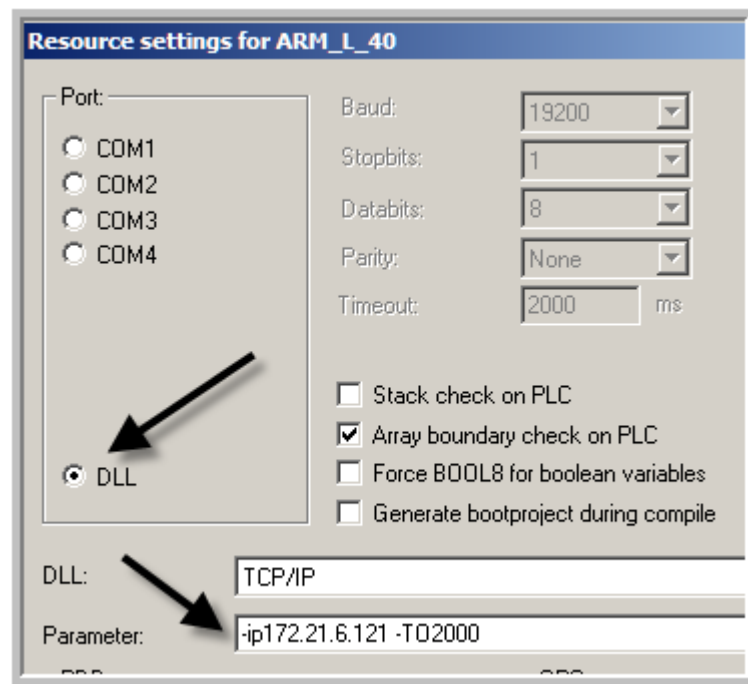 Resource settings for ARM_L_40
Port:
COM1
COM2
COM3
COM4
DLL
Baud: 19200
Stopbits: 1
Databits: 8
Parity: None
Timeout: 2000 ms
Stack check on PLC
Array boundary check on PLC
Force BOOL8 for boolean variables
Generate bootproject during compile
DLL: TCP/IP
Parameter: -ip172.21.6.121 -TO2000